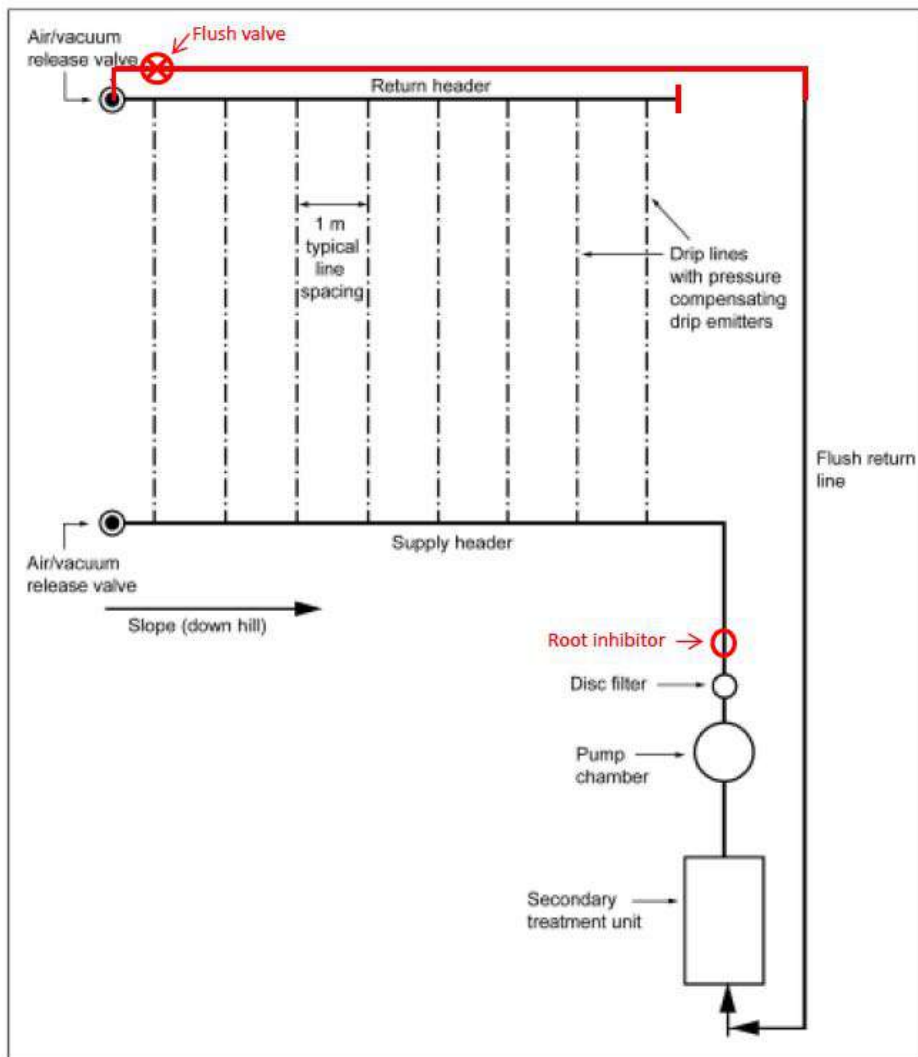 Air/vacuum
release valve
Flush valve
Return header
1 m
typical
line
spacing
Drip lines
with pressure
compensating
drip emitters
Flush return
line
Supply header
Air/vacuum
release valve
Slope (down hill)
Root inhibitor
Disc filter
Pump
chamber
Secondary
treatment unit